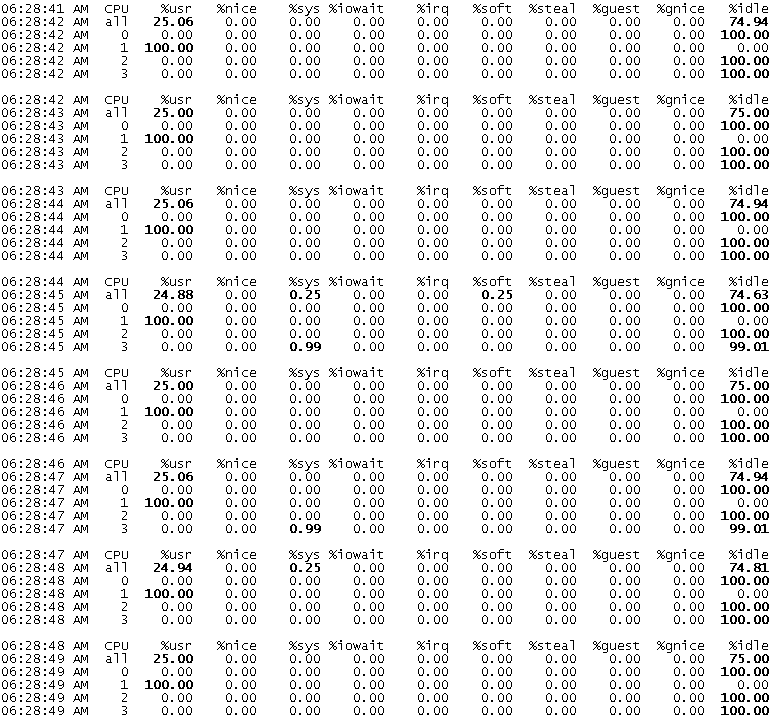 06:28:41 AM CPU %usr %nice %sys %iowait %irq %soft %steal %guest %gnice %idle
06:28:42 AM all 25.06 0.00 0.00 0.00 0.00 0.00 0.00 0.00 0.00 74.94
06:28:42 AM 0 0.00 0.00 0.00 0.00 0.00 0.00 0.00 0.00 0.00 100.00
06:28:42 AM 1 100.00 0.00 0.00 0.00 0.00 0.00 0.00 0.00 0.00 0.00
06:28:42 AM 2 0.00 0.00 0.00 0.00 0.00 0.00 0.00 0.00 0.00 100.00
06:28:42 AM 3 0.00 0.00 0.00 0.00 0.00 0.00 0.00 0.00 0.00 100.00
06:28:42 AM CPU %usr %nice %sys %iowait %irq %soft %steal %guest %gnice %idle
06:28:43 AM all 25.00 0.00 0.00 0.00 0.00 0.00 0.00 0.00 0.00 75.00
06:28:43 AM 0 0.00 0.00 0.00 0.00 0.00 0.00 0.00 0.00 0.00 100.00
06:28:43 AM 1 100.00 0.00 0.00 0.00 0.00 0.00 0.00 0.00 0.00 0.00
06:28:43 AM 2 0.00 0.00 0.00 0.00 0.00 0.00 0.00 0.00 0.00 100.00
06:28:43 AM 3 0.00 0.00 0.00 0.00 0.00 0.00 0.00 0.00 0.00 100.00
06:28:43 AM CPU %usr %nice %sys %iowait %irq %soft %steal %guest %gnice %idle
06:28:44 AM all 25.06 0.00 0.00 0.00 0.00 0.00 0.00 0.00 0.00 74.94
06:28:44 AM 0 0.00 0.00 0.00 0.00 0.00 0.00 0.00 0.00 0.00 100.00
06:28:44 AM 1 100.00 0.00 0.00 0.00 0.00 0.00 0.00 0.00 0.00 0.00
06:28:44 AM 2 0.00 0.00 0.00 0.00 0.00 0.00 0.00 0.00 0.00 100.00
06:28:44 AM 3 0.00 0.00 0.00 0.00 0.00 0.00 0.00 0.00 0.00 100.00
06:28:44 AM CPU %usr %nice %sys %iowait %irq %soft %steal %guest %gnice %idle
06:28:45 AM all 24.88 0.00 0.25 0.00 0.00 0.25 0.00 0.00 0.00 74.63
06:28:45 AM 0 0.00 0.00 0.00 0.00 0.00 0.00 0.00 0.00 0.00 100.00
06:28:45 AM 1 100.00 0.00 0.00 0.00 0.00 0.00 0.00 0.00 0.00 0.00
06:28:45 AM 2 0.00 0.00 0.00 0.00 0.00 0.00 0.00 0.00 0.00 100.00
06:28:45 AM 3 0.00 0.00 0.99 0.00 0.00 0.00 0.00 0.00 0.00 99.01
06:28:45 AM CPU %usr %nice %sys %iowait %irq %soft %steal %guest %gnice %idle
06:28:46 AM all 25.00 0.00 0.00 0.00 0.00 0.00 0.00 0.00 0.00 75.00
06:28:46 AM 0 0.00 0.00 0.00 0.00 0.00 0.00 0.00 0.00 0.00 100.00
06:28:46 AM 1 100.00 0.00 0.00 0.00 0.00 0.00 0.00 0.00 0.00 0.00
06:28:46 AM 2 0.00 0.00 0.00 0.00 0.00 0.00 0.00 0.00 0.00 100.00
06:28:46 AM 3 0.00 0.00 0.00 0.00 0.00 0.00 0.00 0.00 0.00 100.00
06:28:46 AM CPU %usr %nice %sys %iowait %irq %soft %steal %guest %gnice %idle
06:28:47 AM all 25.06 0.00 0.00 0.00 0.00 0.00 0.00 0.00 0.00 74.94
06:28:47 AM 0 0.00 0.00 0.00 0.00 0.00 0.00 0.00 0.00 0.00 100.00
06:28:47 AM 1 100.00 0.00 0.00 0.00 0.00 0.00 0.00 0.00 0.00 0.00
06:28:47 AM 2 0.00 0.00 0.00 0.00 0.00 0.00 0.00 0.00 0.00 100.00
06:28:47 AM 3 0.00 0.00 0.99 0.00 0.00 0.00 0.00 0.00 0.00 99.01
06:28:47 AM CPU %usr %nice %sys %iowait %irq %soft %steal %guest %gnice %idle
06:28:48 AM all 24.94 0.00 0.25 0.00 0.00 0.00 0.00 0.00 0.00 74.81
06:28:48 AM 0 0.00 0.00 0.00 0.00 0.00 0.00 0.00 0.00 0.00 100.00
06:28:48 AM 1 100.00 0.00 0.00 0.00 0.00 0.00 0.00 0.00 0.00 0.00
06:28:48 AM 2 0.00 0.00 0.00 0.00 0.00 0.00 0.00 0.00 0.00 100.00
06:28:48 AM 3 0.00 0.00 0.00 0.00 0.00 0.00 0.00 0.00 0.00 100.00
06:28:48 AM CPU %usr %nice %sys %iowait %irq %soft %steal %guest %gnice %idle
06:28:49 AM all 25.00 0.00 0.00 0.00 0.00 0.00 0.00 0.00 0.00 75.00
06:28:49 AM 0 0.00 0.00 0.00 0.00 0.00 0.00 0.00 0.00 0.00 100.00
06:28:49 AM 1 100.00 0.00 0.00 0.00 0.00 0.00 0.00 0.00 0.00 0.00
06:28:49 AM 2 0.00 0.00 0.00 0.00 0.00 0.00 0.00 0.00 0.00 100.00
06:28:49 AM 3 0.00 0.00 0.00 0.00 0.00 0.00 0.00 0.00 0.00 100.00